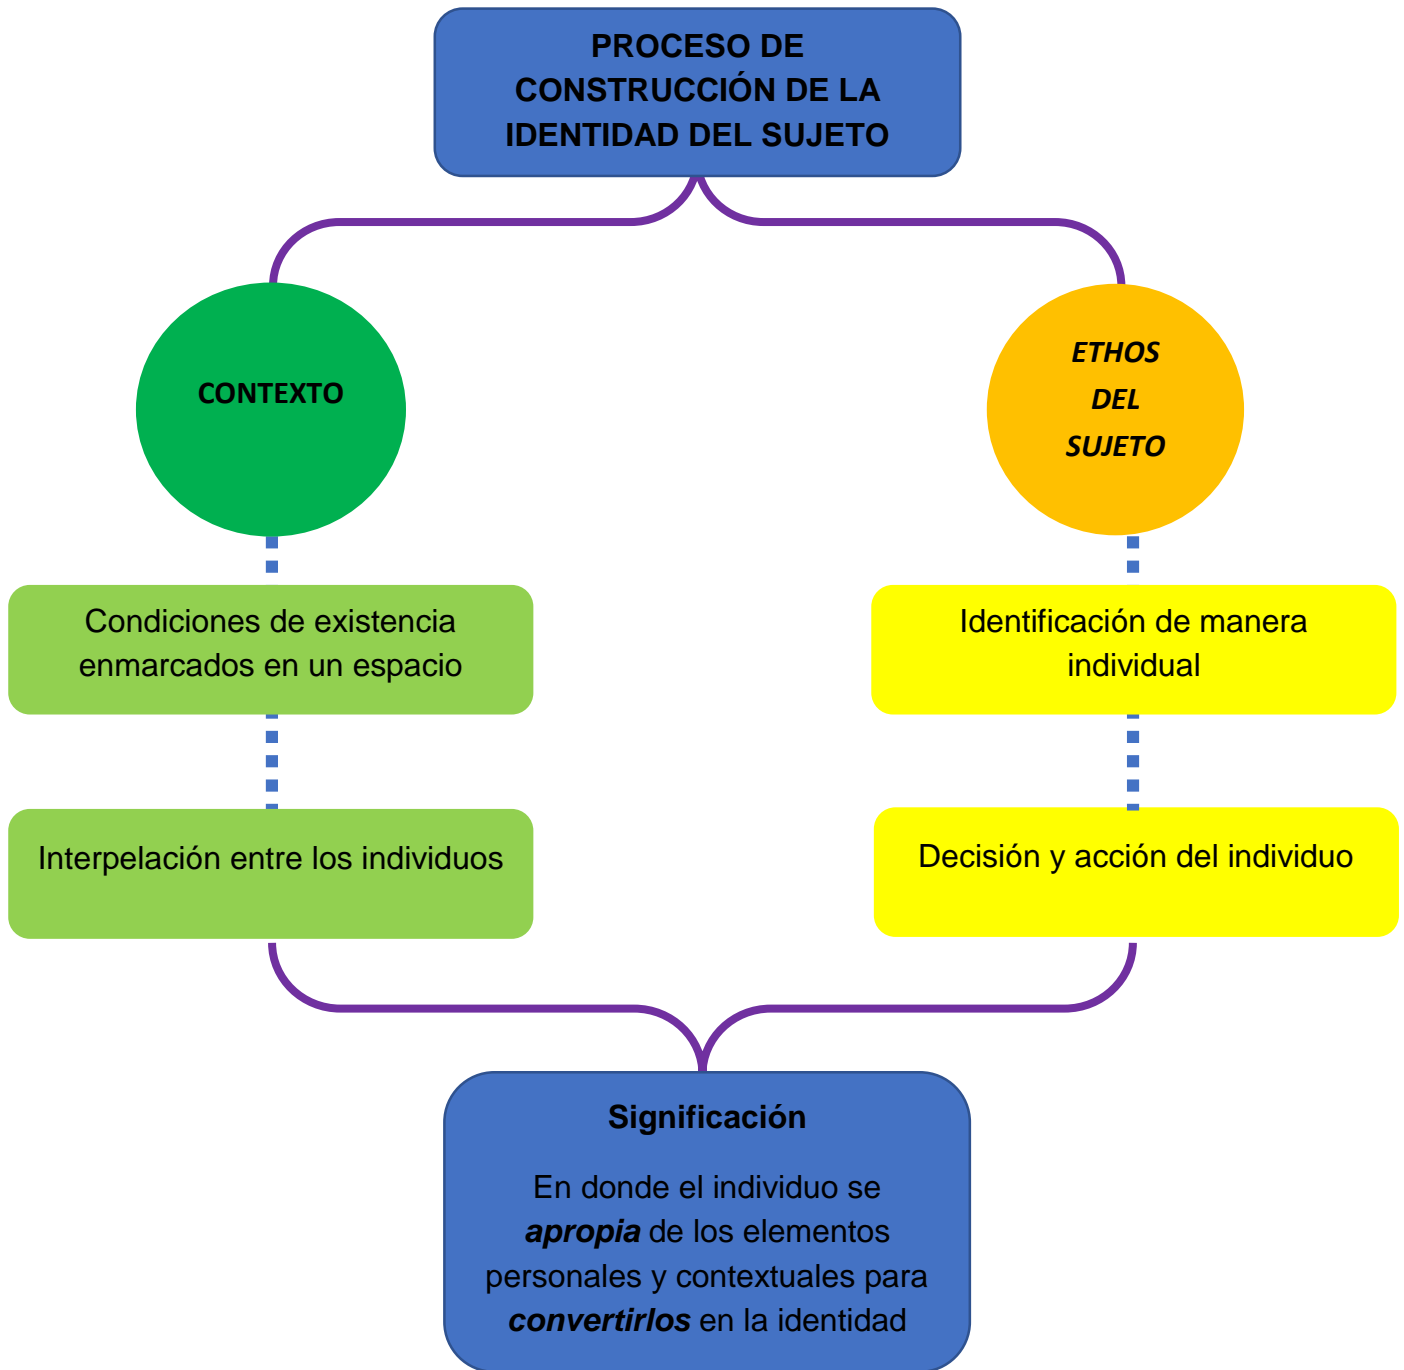 PROCESO DE
CONSTRUCCIÓN DE LA
IDENTIDAD DEL SUJETO
CONTEXTO
ETHOS
DEL
SUJETO
Condiciones de existencia
enmarcados en un espacio
Identificación de manera
individual
Interpelación entre los individuos
Decisión y acción del individuo
Significación
En donde el individuo se
apropia de los elementos
personales y contextuales para
convertirlos en la identidad